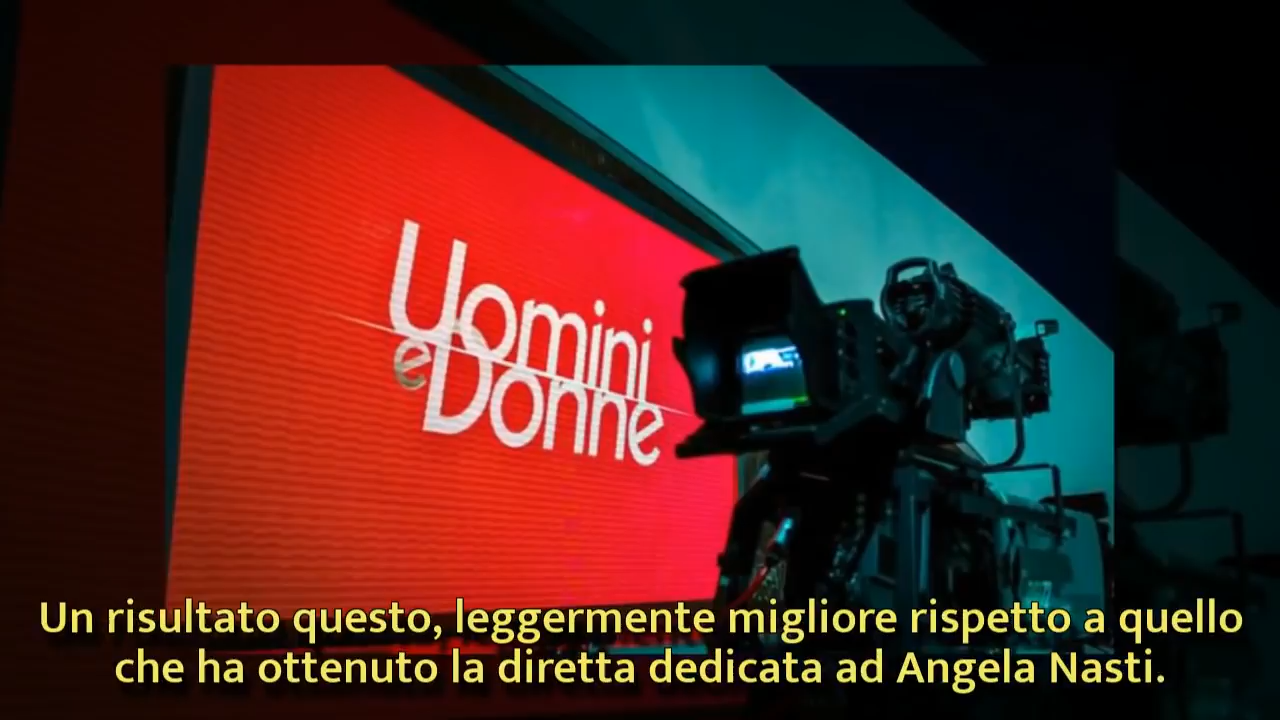 Uomini
e Donne
Un risultato questo, leggermente migliore rispetto a quello
che ha ottenuto la diretta dedicata ad Angela Nasti.